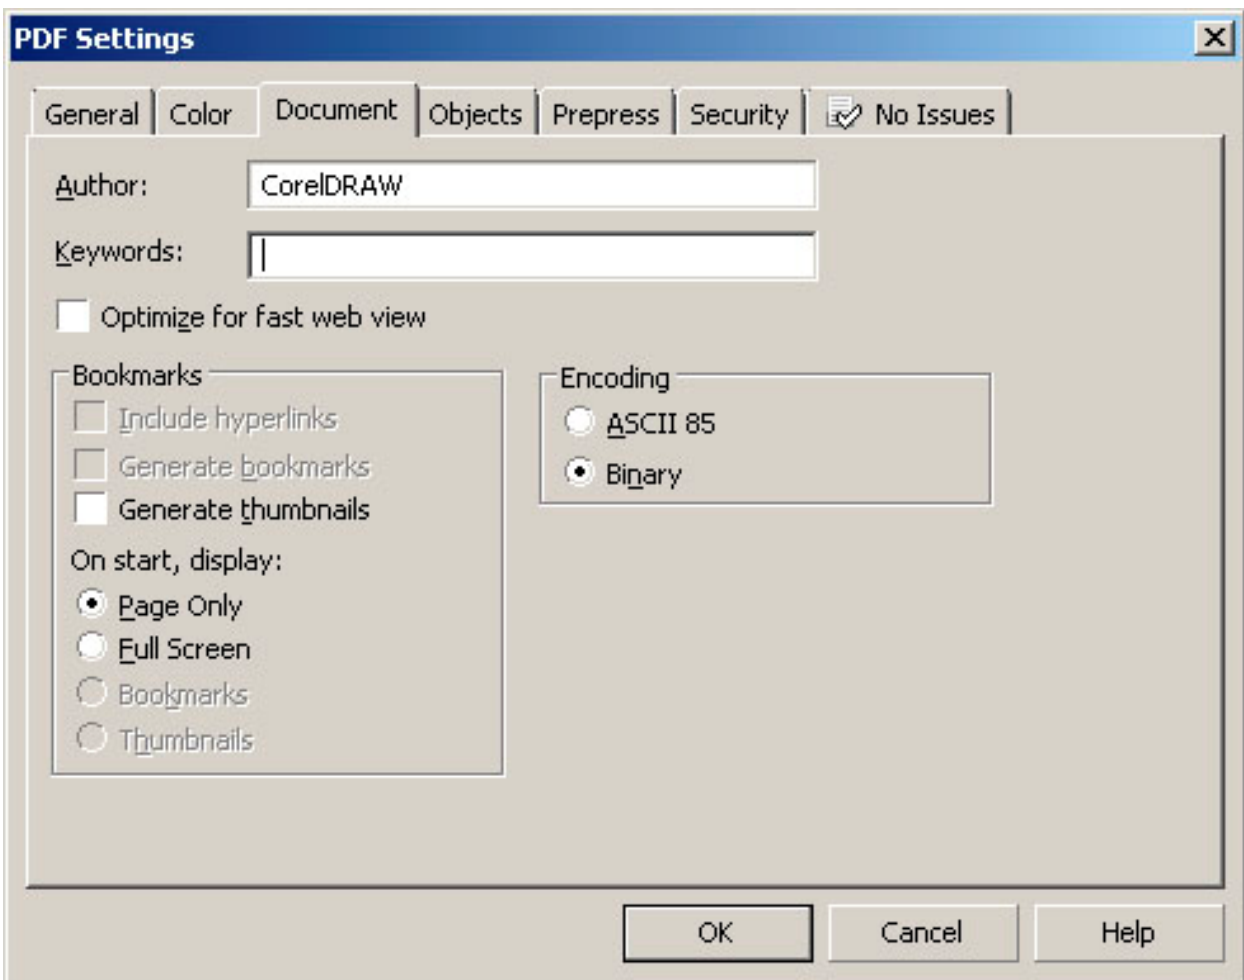 PDF Settings
General Color Document Objects Prepress Security No Issues
Author: CorelDRAW
Keywords:
Optimize for fast web view
Bookmarks
Include hyperlinks
Generate bookmarks
Generate thumbnails
On start, display:
Page Only
Full Screen
Bookmarks
Thumbnails
Encoding
ASCII 85
Binary
OK Cancel Help